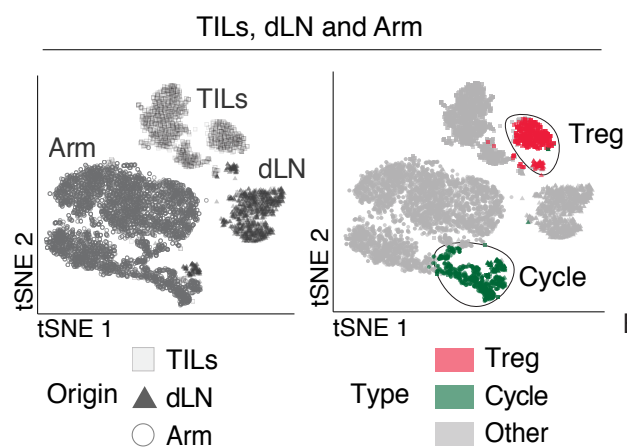 TILs, dLN and Arm
TILs
Arm
dLN
tSNE 2
tSNE 1
Treg
Cycle
tSNE 2
tSNE 1
Origin
TILs
dLN
Arm
Type
Treg
Cycle
Other